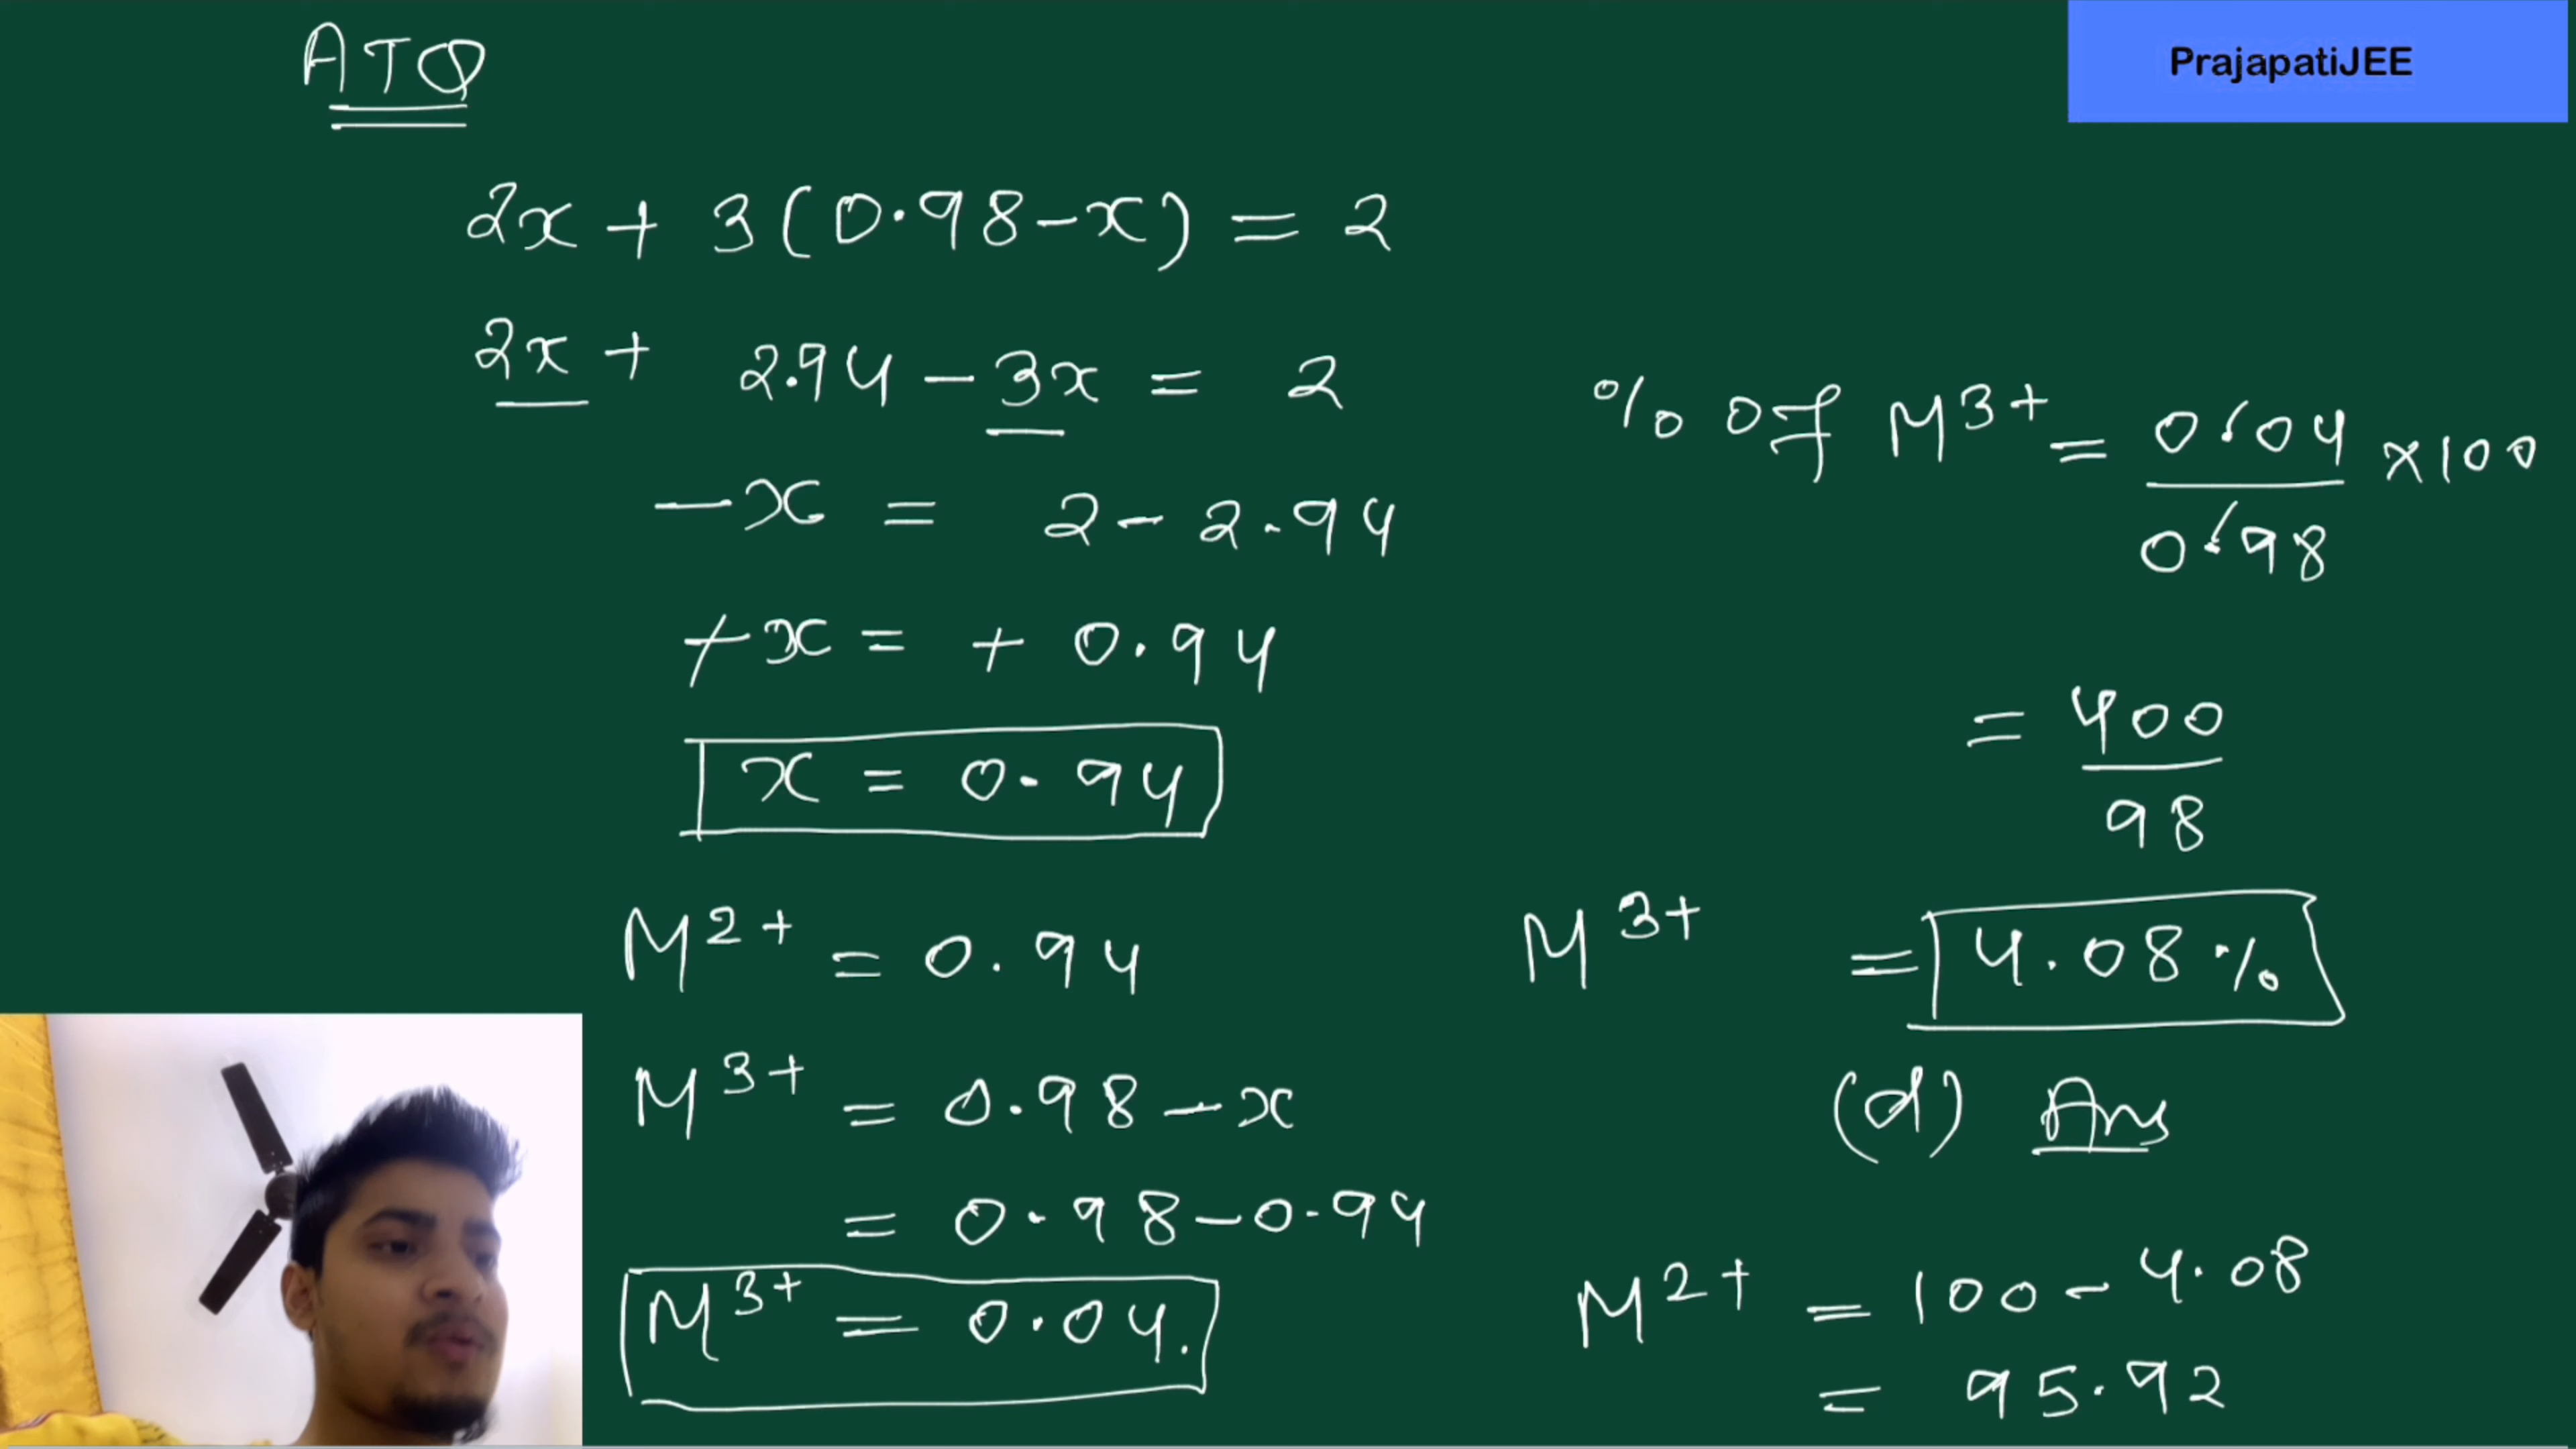 ATQ
PrajapatiJEE
2x + 3(0.98-x) = 2
2x + 2.94 - 3x = 2
-x = 2 - 2.94
+x = + 0.94
x = 0.94
M²⁺ = 0.94
M³⁺ = 0.98 - x
= 0.98 - 0.94
M³⁺ = 0.04.
% of M³⁺ = 0.04/0.98 × 100
= 400/98
M³⁺ = 4.08%
(d) Ans
M²⁺ = 100 - 4.08
= 95.92